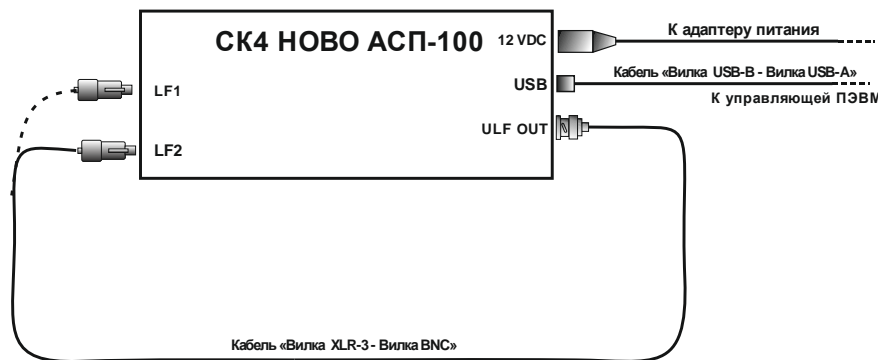 СК4 НОВО АСП-100
12 VDC
К адаптеру питания
LF1
USB
Кабель «Вилка USB-B - Вилка USB-A»
К управляющей ПЭВМ
ULF OUT
LF2
Кабель «Вилка XLR-3 - Вилка BNC»